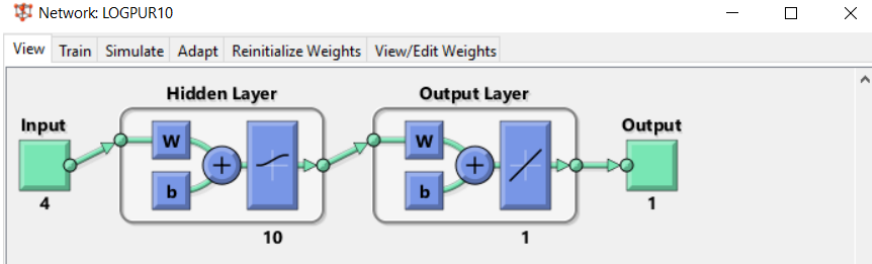 Network: LOGPUR10
View Train Simulate Adapt Reinitialize Weights View/Edit Weights
Hidden Layer Output Layer
Input Output
W W
b b
4 1
10 1